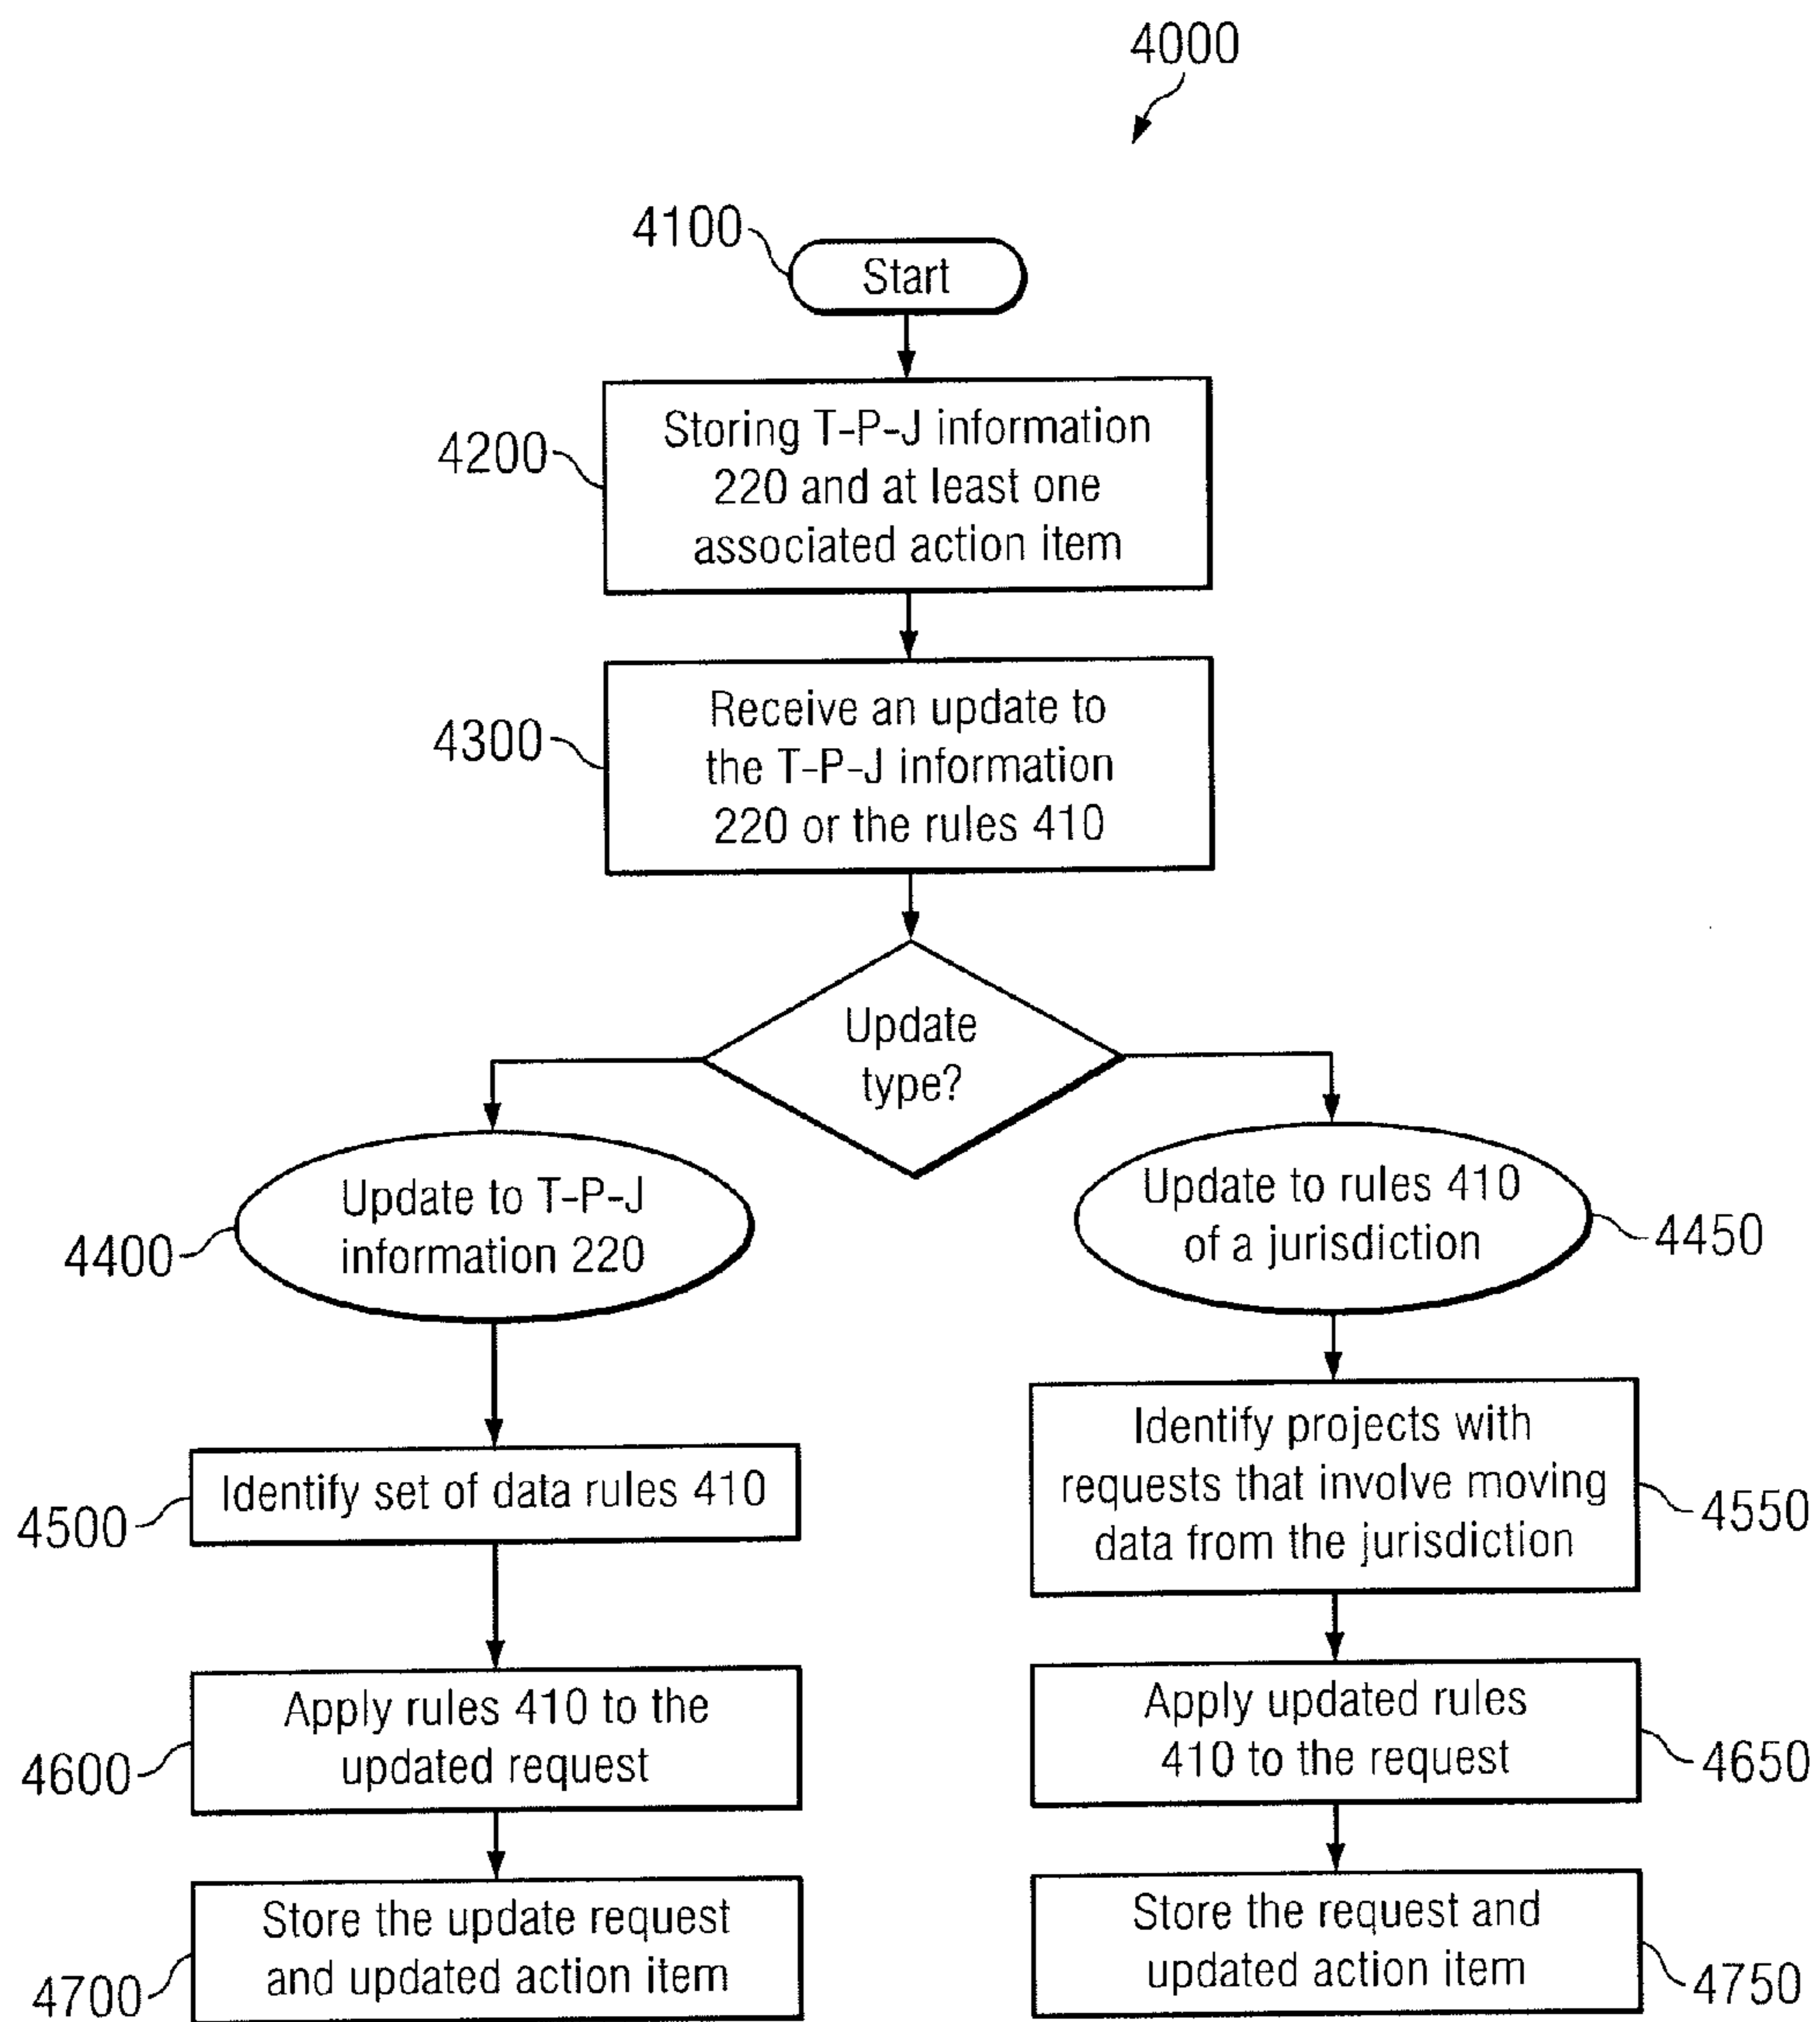 4000
4100
Start
4200
Storing T-P-J information
220 and at least one
associated action item
4300
Receive an update to
the T-P-J information
220 or the rules 410
Update
type?
4400
Update to T-P-J
information 220
Update to rules 410
of a jurisdiction
4450
4500
Identify set of data rules 410
Identify projects with
requests that involve moving
data from the jurisdiction
4550
4600
Apply rules 410 to the
updated request
Apply updated rules
410 to the request
4650
4700
Store the update request
and updated action item
Store the request and
updated action item
4750